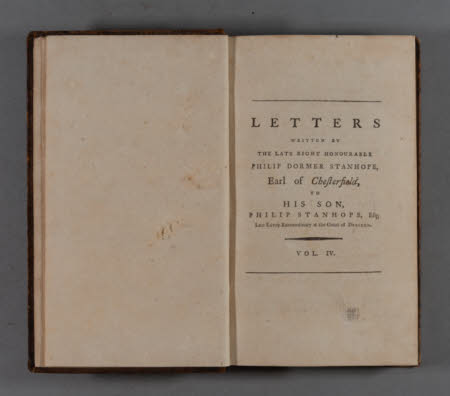 LETTERS
WRITTEN BY
THE LATE RIGHT HONOURABLE
PHILIP DORMER STANHOPE,
Earl of Chesterfield,
TO
HIS SON,
PHILIP STANHOPE, Esq;
Late Envoy Extraordinary at the Court of DRESDEN.
VOL. IV.